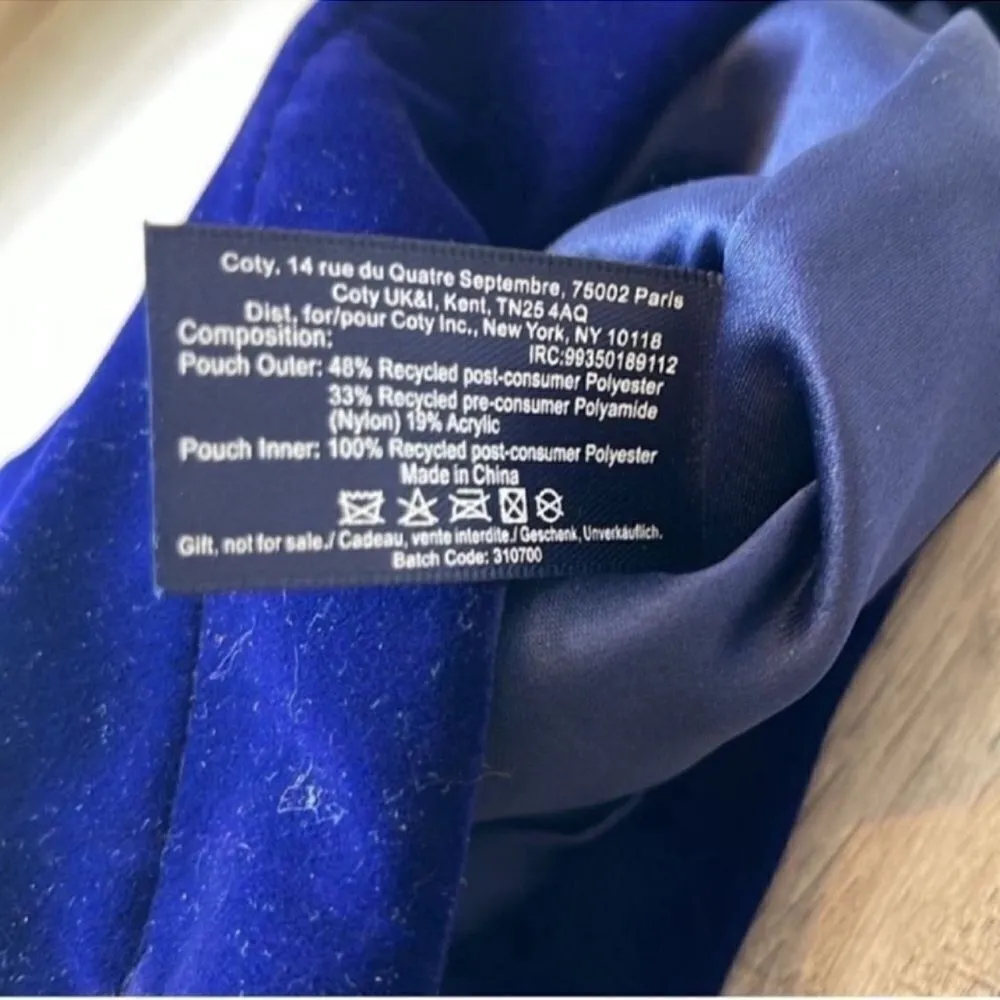 Coty, 14 rue du Quatre Septembre, 75002 Paris
Coty UK&I, Kent, TN25 4AQ
Dist. for/pour Coty Inc., New York, NY 10118
Composition:
IRC:99350189112
Pouch Outer: 48% Recycled post-consumer Polyester
33% Recycled pre-consumer Polyamide
(Nylon) 19% Acrylic
Pouch Inner: 100% Recycled post-consumer Polyester
Made in China
Gift, not for sale./ Cadeau, vente interdite./ Geschenk, Unverkäuflich.
Batch Code: 310700